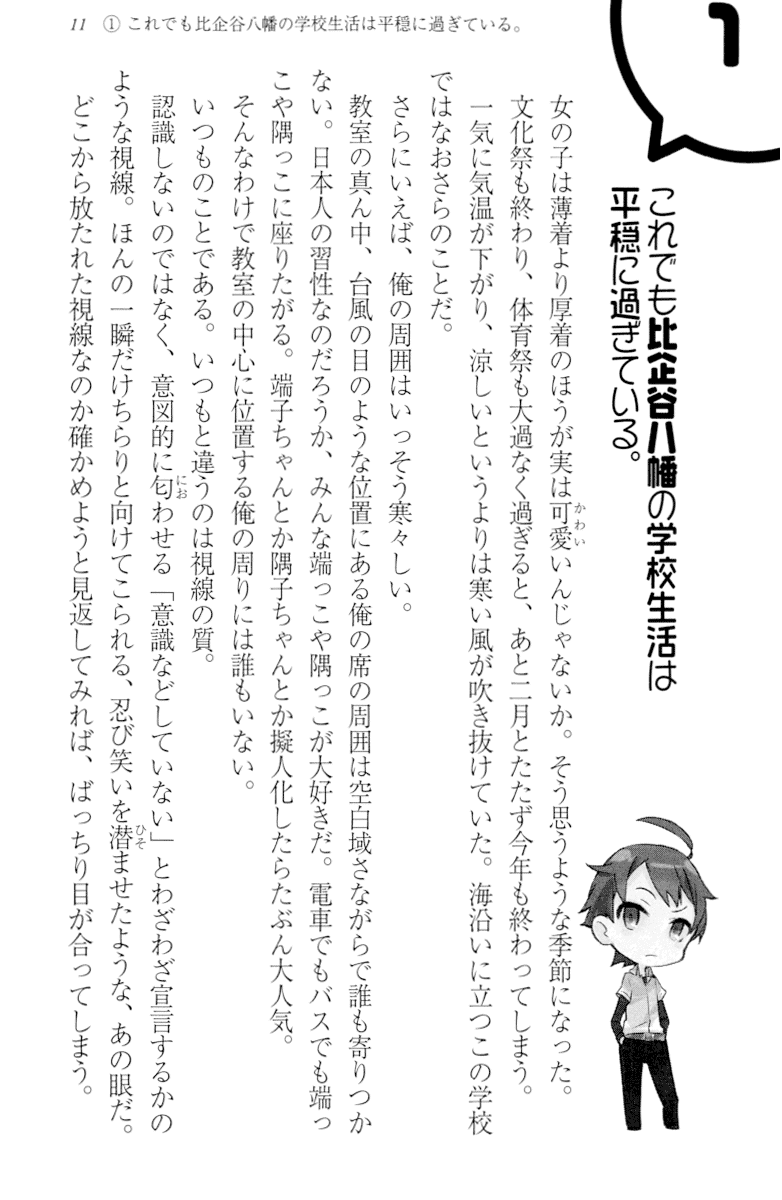 11　① これでも比企谷八幡の学校生活は平穏に過ぎている。
1
これでも比企谷八幡の学校生活は
平穏に過ぎている。
女の子は薄着より厚着のほうが実は可愛いんじゃないか。そう思うような季節になった。
文化祭も終わり、体育祭も大過なく過ぎると、あと二月とたたず今年も終わってしまう。
一気に気温が下がり、涼しいというよりは寒い風が吹き抜けていた。海沿いに立つこの学校
ではなおさらのことだ。
さらにいえば、俺の周囲はいっそう寒々しい。
教室の真ん中、台風の目のような位置にある俺の席の周囲は空白域さながらで誰も寄りつか
ない。日本人の習性なのだろうか、みんな端っこや隅っこが大好きだ。電車でもバスでも端っ
こや隅っこに座りたがる。端子ちゃんとか隅子ちゃんとか擬人化したらたぶん大人気。
そんなわけで教室の中心に位置する俺の周りには誰もいない。
いつものことである。いつもと違うのは視線の質。
認識しないのではなく、意図的に匂わせる「意識などしていない」とわざわざ宣言するかの
ような視線。ほんの一瞬だけちらりと向けてこられる、忍び笑いを潜ませたような、あの眼だ。
どこから放たれた視線なのか確かめようと見返してみれば、ばっちり目が合ってしまう。